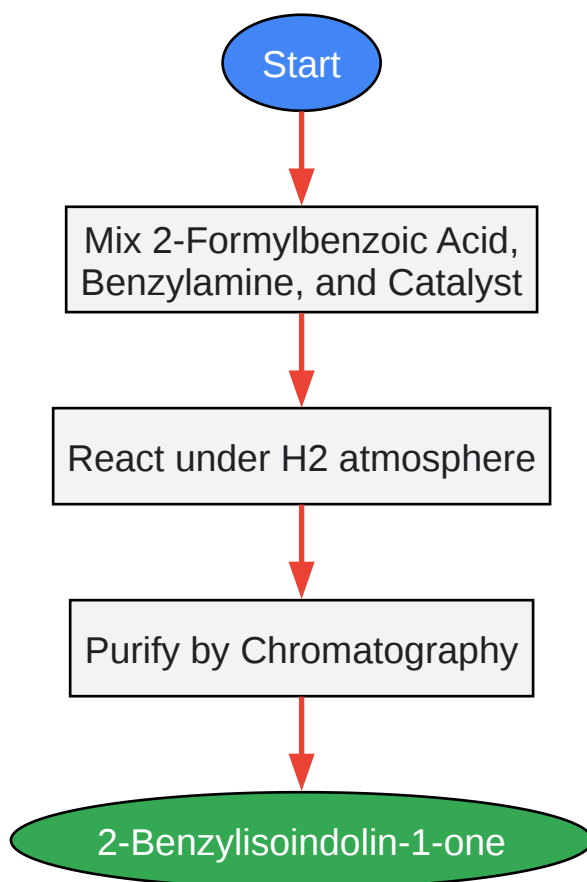 Start
Mix 2-Formylbenzoic Acid,
Benzylamine, and Catalyst
React under H2 atmosphere
Purify by Chromatography
2-Benzylisoindolin-1-one